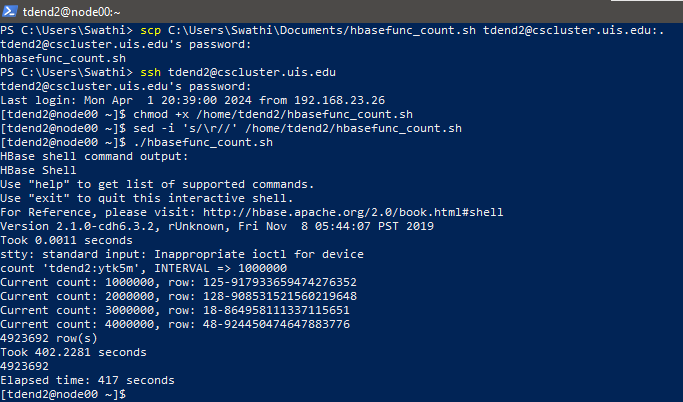 tdend2@node00:~
PS C:\Users\Swathi> scp C:\Users\Swathi\Documents/hbasefunc_count.sh tdend2@cscluster.uis.edu:.
tdend2@cscluster.uis.edu's password:
hbasefunc_count.sh
PS C:\Users\Swathi> ssh tdend2@cscluster.uis.edu
tdend2@cscluster.uis.edu's password:
Last login: Mon Apr  1 20:39:00 2024 from 192.168.23.26
[tdend2@node00 ~]$ chmod +x /home/tdend2/hbasefunc_count.sh
[tdend2@node00 ~]$ sed -i 's/\r//' /home/tdend2/hbasefunc_count.sh
[tdend2@node00 ~]$ ./hbasefunc_count.sh
HBase shell command output:
HBase Shell
Use "help" to get list of supported commands.
Use "exit" to quit this interactive shell.
For Reference, please visit: http://hbase.apache.org/2.0/book.html#shell
Version 2.1.0-cdh6.3.2, rUnknown, Fri Nov  8 05:44:07 PST 2019
Took 0.0011 seconds
stty: standard input: Inappropriate ioctl for device
count 'tdend2:ytk5m', INTERVAL => 1000000
Current count: 1000000, row: 125-917933659474276352
Current count: 2000000, row: 128-908531521560219648
Current count: 3000000, row: 18-864958111337115651
Current count: 4000000, row: 48-924450474647883776
4923692 row(s)
Took 402.2281 seconds
4923692
Elapsed time: 417 seconds
[tdend2@node00 ~]$